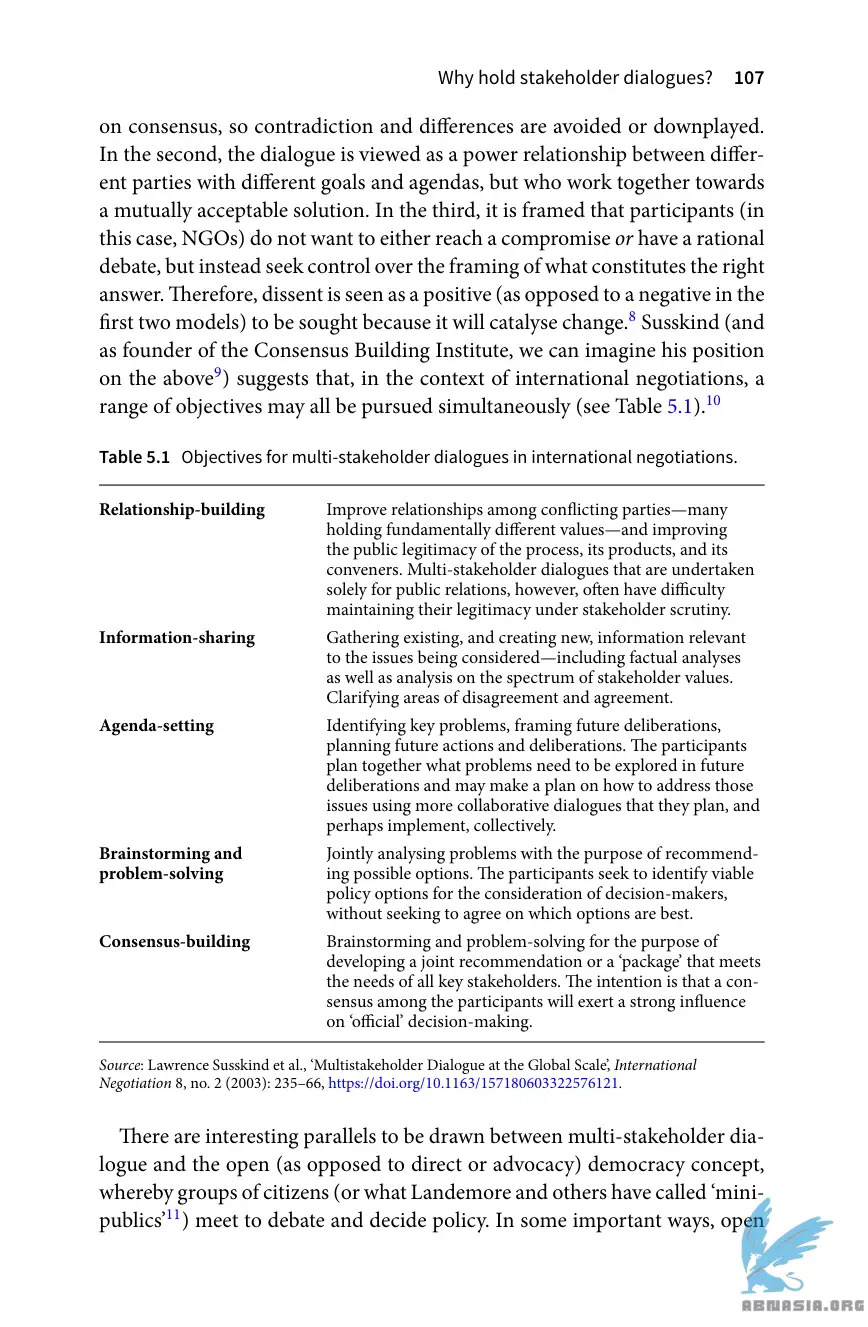 Why hold stakeholder dialogues? 107
on consensus, so contradiction and differences are avoided or downplayed.
In the second, the dialogue is viewed as a power relationship between differ-
ent parties with different goals and agendas, but who work together towards
a mutually acceptable solution. In the third, it is framed that participants (in
this case, NGOs) do not want to either reach a compromise or have a rational
debate, but instead seek control over the framing of what constitutes the right
answer. Therefore, dissent is seen as a positive (as opposed to a negative in the
first two models) to be sought because it will catalyse change.8 Susskind (and
as founder of the Consensus Building Institute, we can imagine his position
on the above9) suggests that, in the context of international negotiations, a
range of objectives may all be pursued simultaneously (see Table 5.1).10
Table 5.1 Objectives for multi-stakeholder dialogues in international negotiations.
Relationship-building Improve relationships among conflicting parties—many
holding fundamentally different values—and improving
the public legitimacy of the process, its products, and its
conveners. Multi-stakeholder dialogues that are undertaken
solely for public relations, however, often have difficulty
maintaining their legitimacy under stakeholder scrutiny.
Information-sharing Gathering existing, and creating new, information relevant
to the issues being considered—including factual analyses
as well as analysis on the spectrum of stakeholder values.
Clarifying areas of disagreement and agreement.
Agenda-setting Identifying key problems, framing future deliberations,
planning future actions and deliberations. The participants
plan together what problems need to be explored in future
deliberations and may make a plan on how to address those
issues using more collaborative dialogues that they plan, and
perhaps implement, collectively.
Brainstorming and Jointly analysing problems with the purpose of recommend-
problem-solving ing possible options. The participants seek to identify viable
policy options for the consideration of decision-makers,
without seeking to agree on which options are best.
Consensus-building Brainstorming and problem-solving for the purpose of
developing a joint recommendation or a ‘package’ that meets
the needs of all key stakeholders. The intention is that a con-
sensus among the participants will exert a strong influence
on ‘official’ decision-making.
Source: Lawrence Susskind et al., ‘Multistakeholder Dialogue at the Global Scale’, International
Negotiation 8, no. 2 (2003): 235–66, https://doi.org/10.1163/157180603322576121.
There are interesting parallels to be drawn between multi-stakeholder dia-
logue and the open (as opposed to direct or advocacy) democracy concept,
whereby groups of citizens (or what Landemore and others have called ‘mini-
publics’11) meet to debate and decide policy. In some important ways, open
ABNASIA.ORG